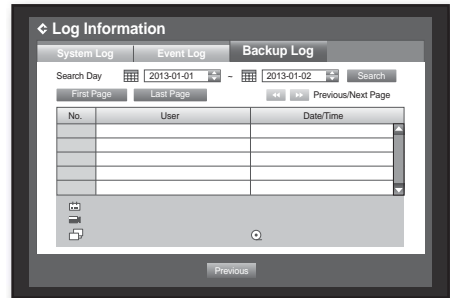 Log Information
System Log Event Log Backup Log
Search Day 2013-01-01 ~ 2013-01-02 Search
First Page Last Page Previous/Next Page
No. User Date/Time
Previous